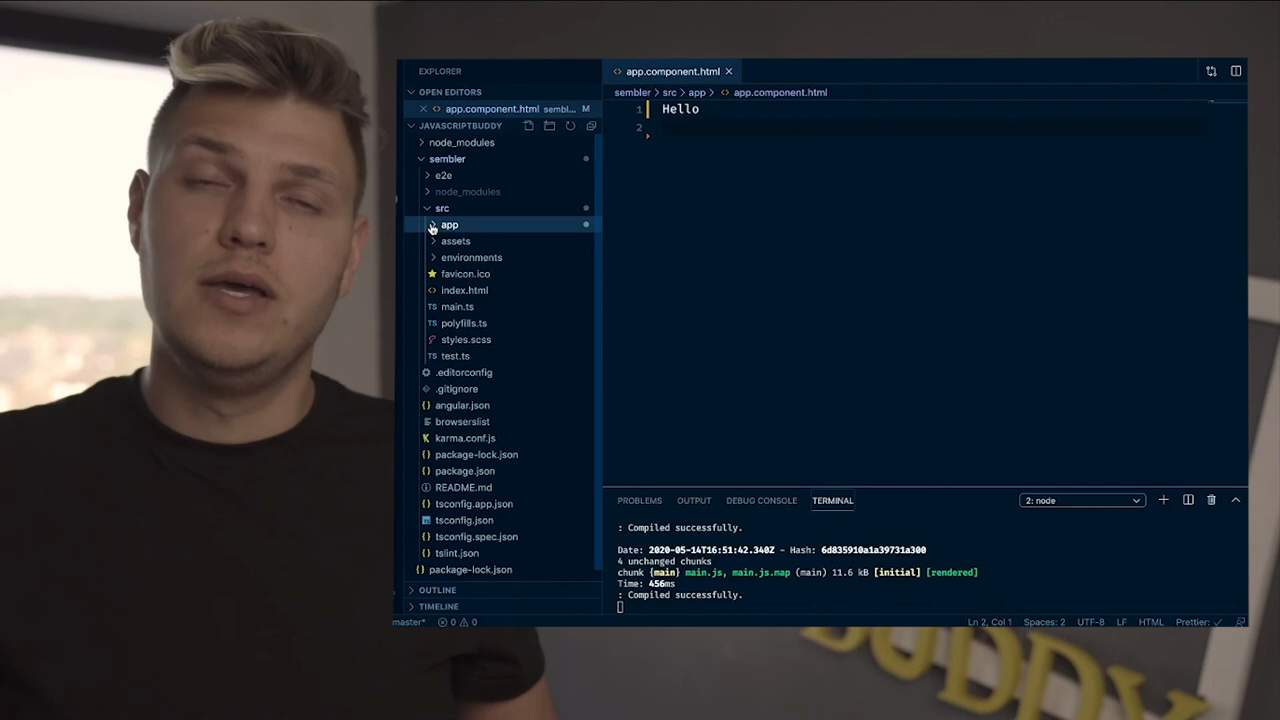 EXPLORER
OPEN EDITORS
app.component.html sembl... M
JAVASCRIPTBUDDY
node_modules
sembler
e2e
node_modules
src
app
assets
environments
favicon.ico
index.html
main.ts
polyfills.ts
styles.scss
test.ts
.editorconfig
.gitignore
angular.json
browserslist
karma.conf.js
package-lock.json
package.json
README.md
tsconfig.app.json
tsconfig.json
tsconfig.spec.json
tslint.json
package-lock.json
OUTLINE
TIMELINE
app.component.html
sembler > src > app > app.component.html
1 Hello
2
PROBLEMS OUTPUT DEBUG CONSOLE TERMINAL 2: node
: Compiled successfully.
Date: 2020-05-14T16:51:42.340Z - Hash: 6d835910a1a39731a300
4 unchanged chunks
chunk {main} main.js, main.js.map (main) 11.6 kB [initial] [rendered]
Time: 456ms
: Compiled successfully.
master* 0 0 Ln 2, Col 1 Spaces: 2 UTF-8 LF HTML Prettier: ✓
BUDDY